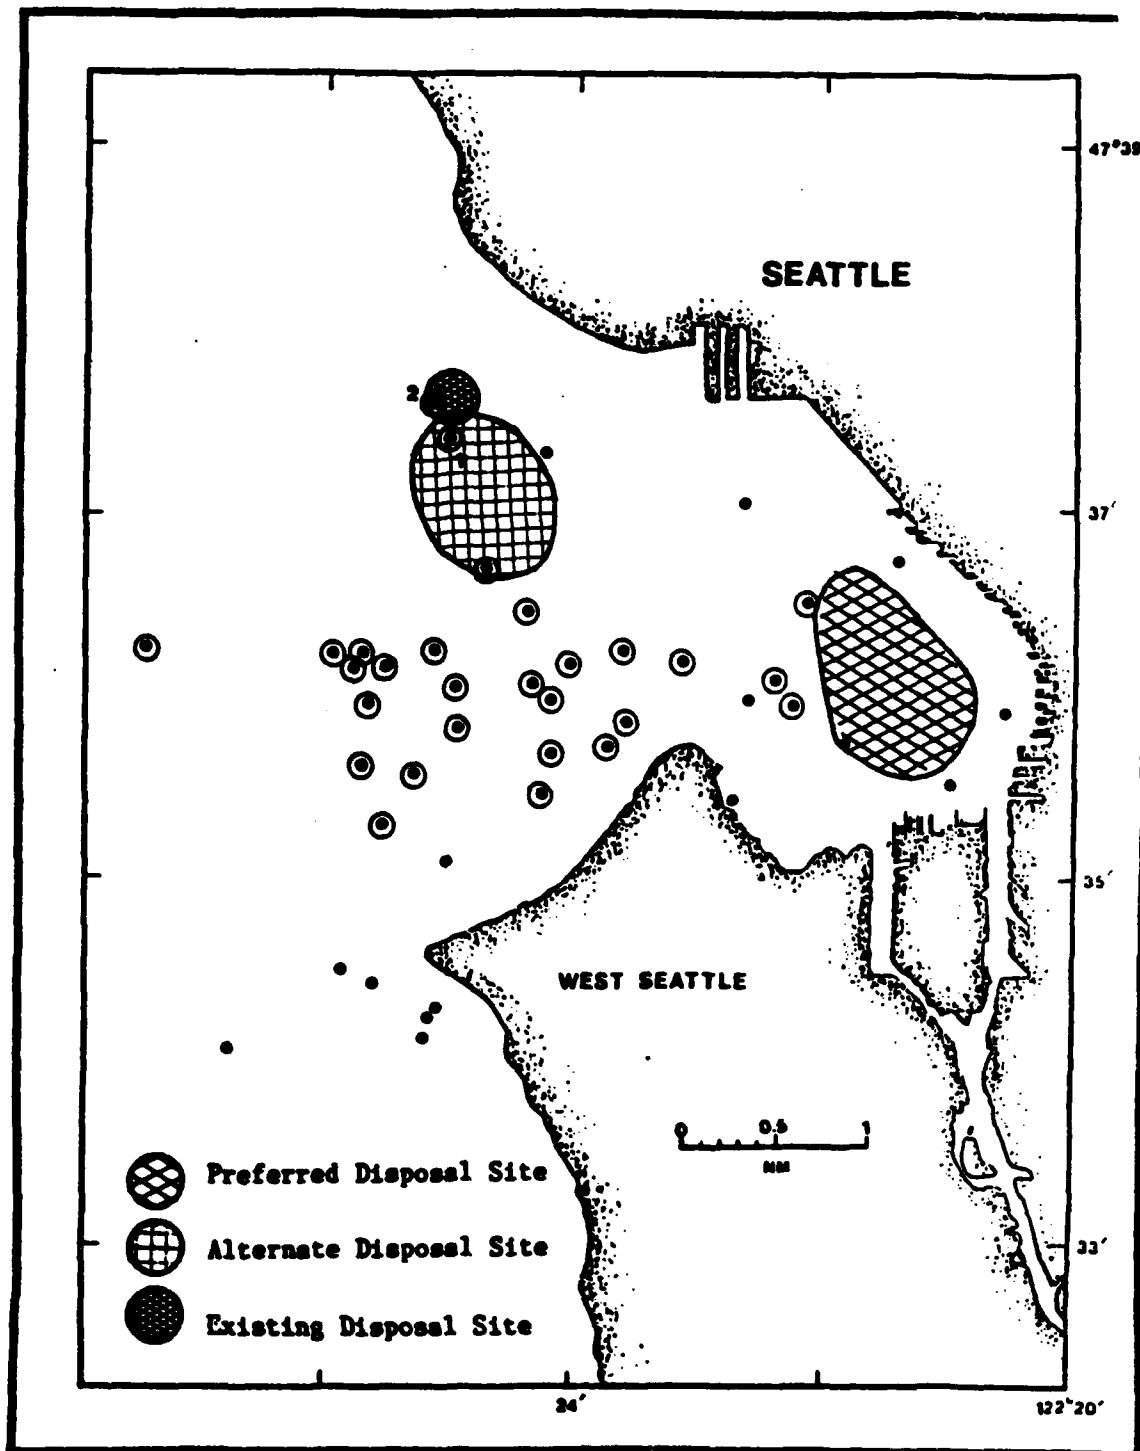 47°39
SEATTLE
2
37′
35′
WEST SEATTLE
0 0.5 1
NM
Preferred Disposal Site
33′
Alternate Disposal Site
Existing Disposal Site
24′
122°20′